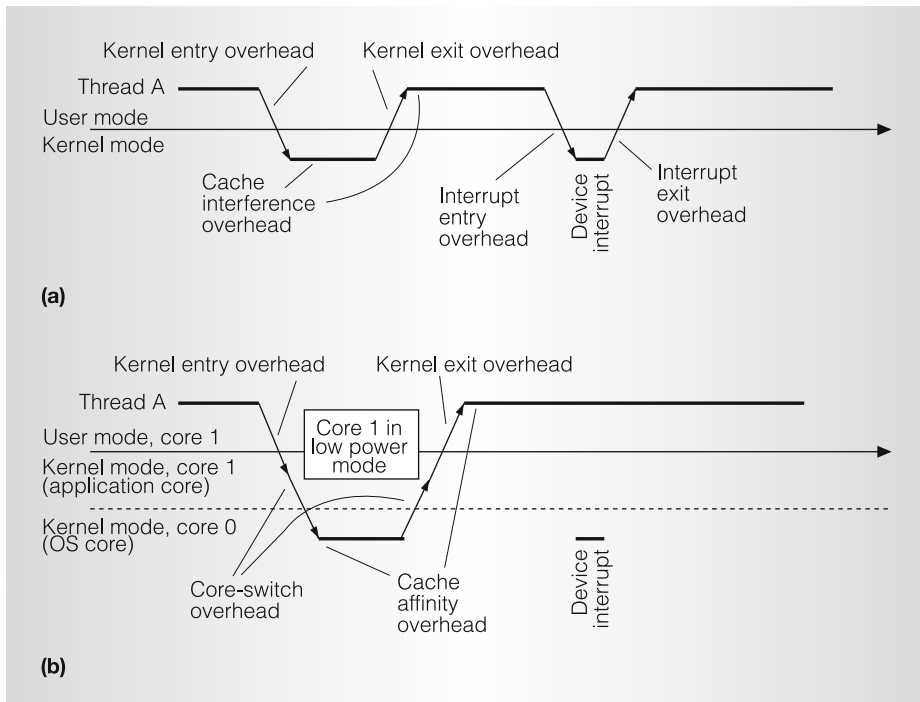 Kernel entry overhead
Kernel exit overhead
Thread A
User mode
Kernel mode
Cache
interference
overhead
Interrupt
entry
overhead
Device
interrupt
Interrupt
exit
overhead
(a)
Kernel entry overhead
Kernel exit overhead
Thread A
User mode, core 1
Core 1 in
low power
mode
Kernel mode, core 1
(application core)
Kernel mode, core 0
(OS core)
Core-switch
overhead
Cache
affinity
overhead
Device
interrupt
(b)